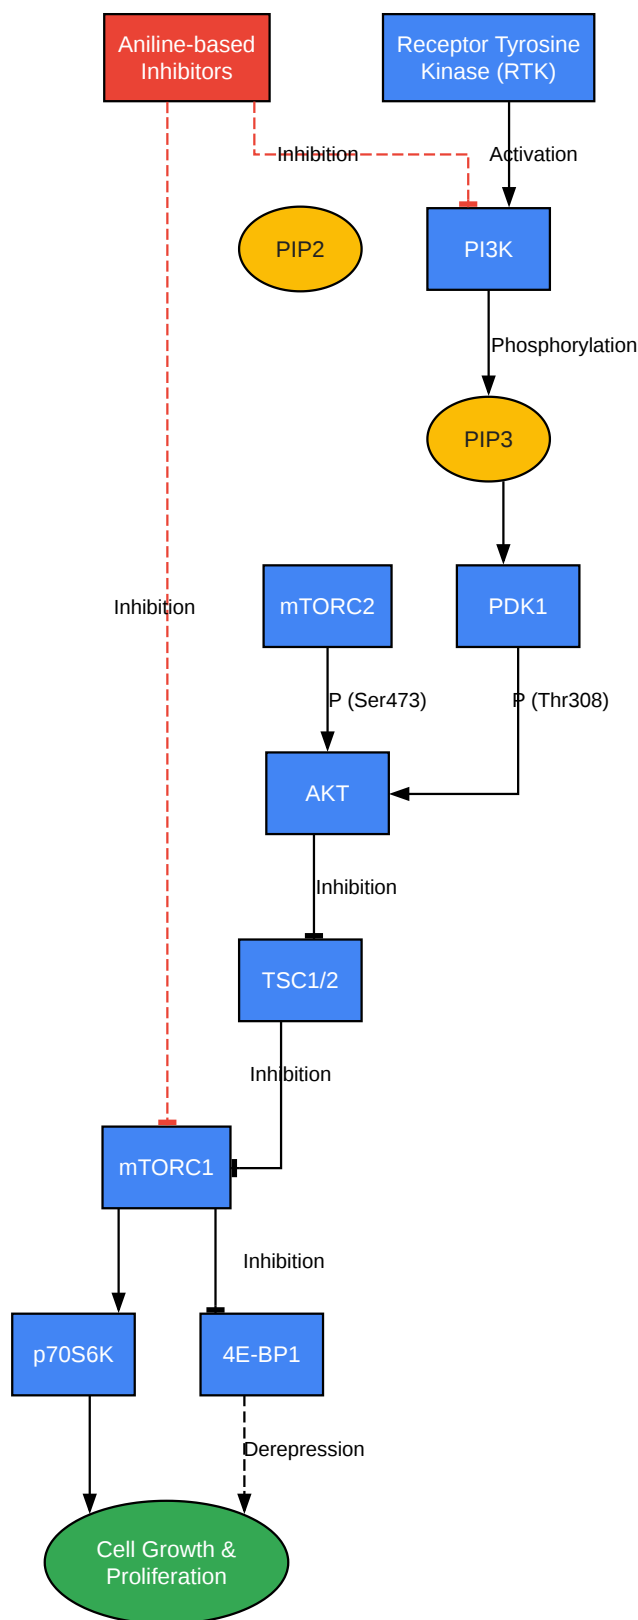 Aniline-based
Inhibitors
Receptor Tyrosine
Kinase (RTK)
Inhibition
Activation
PIP2
PI3K
Phosphorylation
PIP3
mTORC2
PDK1
Inhibition
P (Ser473)
P (Thr308)
AKT
Inhibition
TSC1/2
Inhibition
mTORC1
Inhibition
p70S6K
4E-BP1
Derepression
Cell Growth &
Proliferation